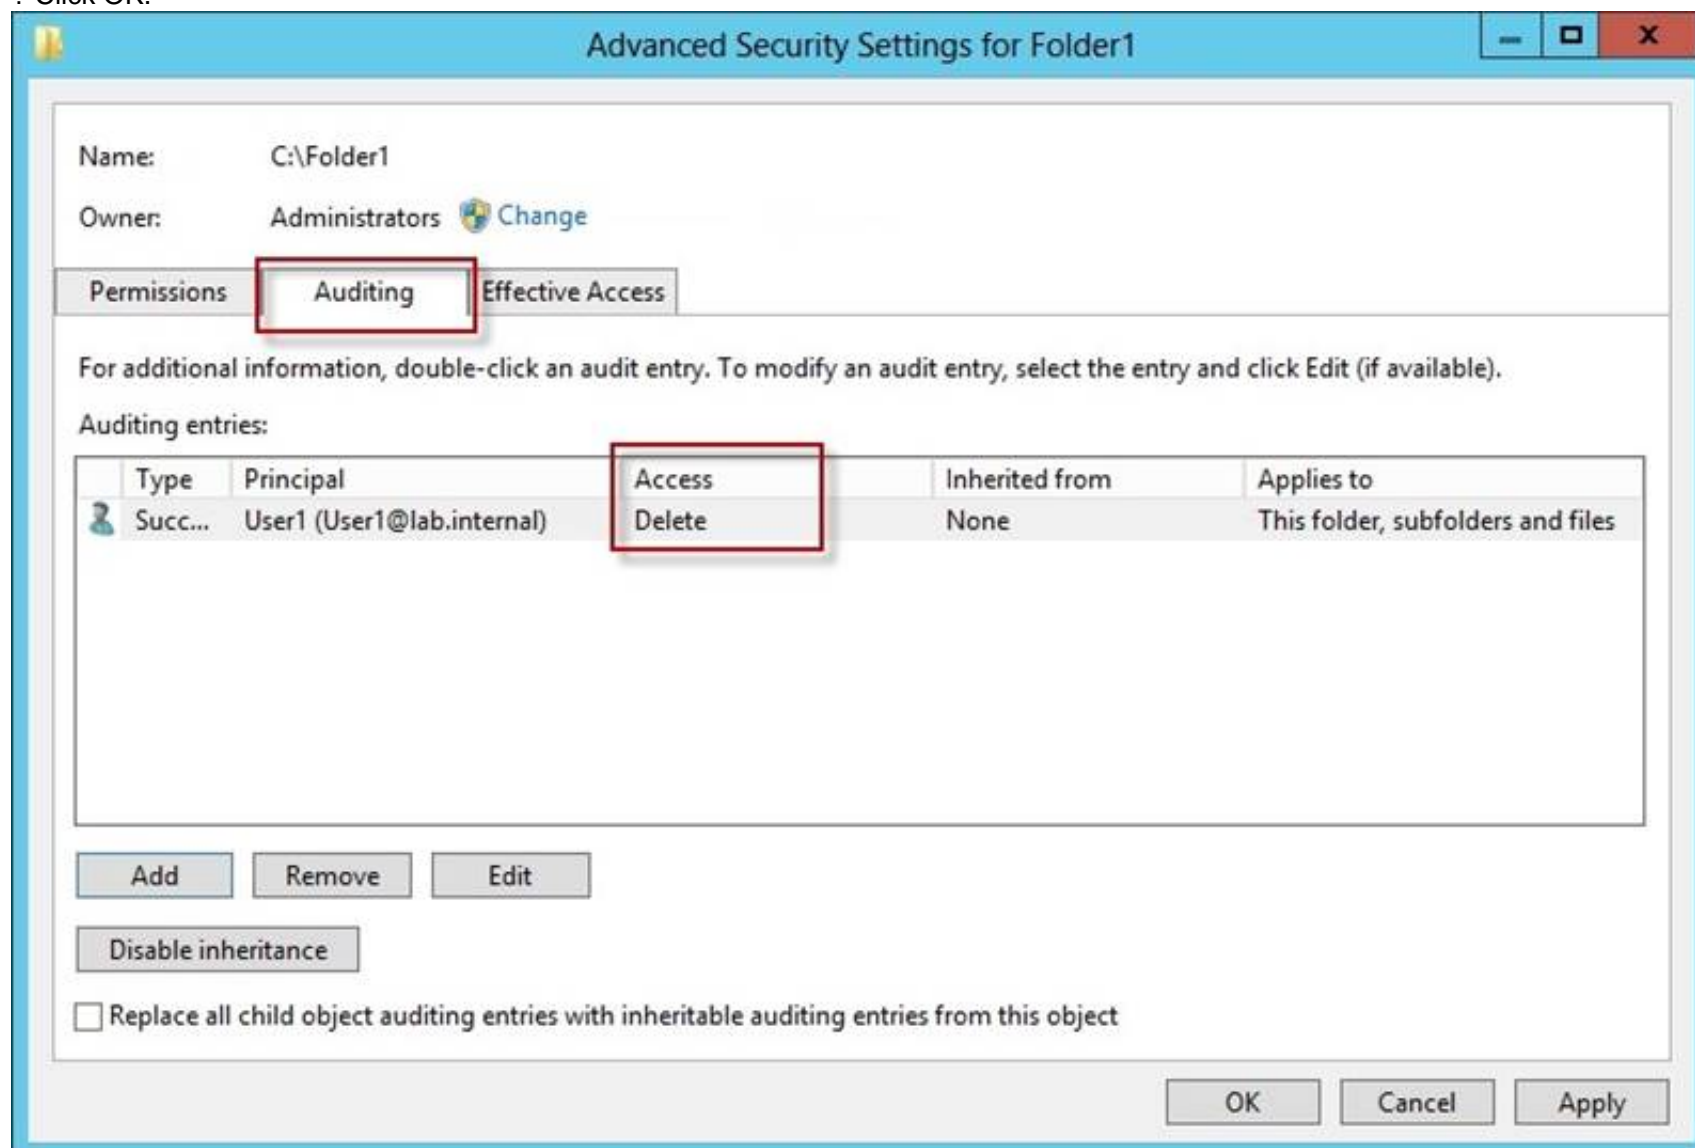 . Click OK.
Advanced Security Settings for Folder1
Name: C:\Folder1
Owner: Administrators Change
Permissions Auditing Effective Access
For additional information, double-click an audit entry. To modify an audit entry, select the entry and click Edit (if available).
Auditing entries:
Type Principal Access Inherited from Applies to
Succ... User1 (User1@lab.internal) Delete None This folder, subfolders and files
Add Remove Edit
Disable inheritance
Replace all child object auditing entries with inheritable auditing entries from this object
OK Cancel Apply